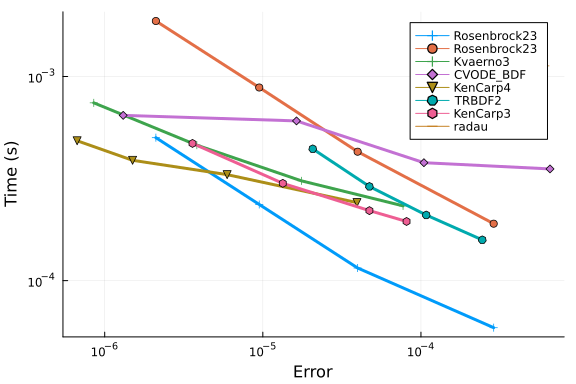 Rosenbrock23
Rosenbrock23
Kvaerno3
CVODE_BDF
KenCarp4
TRBDF2
KenCarp3
radau
Time (s)
10⁻³
10⁻⁴
10⁻⁶
10⁻⁵
10⁻⁴
Error